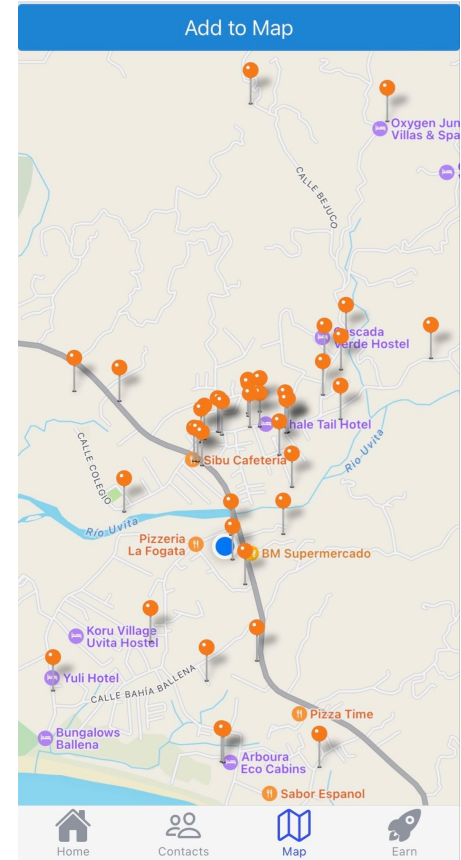 Add to Map
Oxygen Jun
Villas & Spa
CALLE BEJUCO
Cascada
Verde Hostel
hale Tail Hotel
CALLE COLEGIO
Sibu Cafeteria
Río Uvita
Río Uvita
Pizzeria
La Fogata
BM Supermercado
Koru Village
Uvita Hostel
Yuli Hotel
CALLE BAHÍA BALLENA
Pizza Time
Bungalows
Ballena
Arboura
Eco Cabins
Sabor Espanol
Home
Contacts
Map
Earn